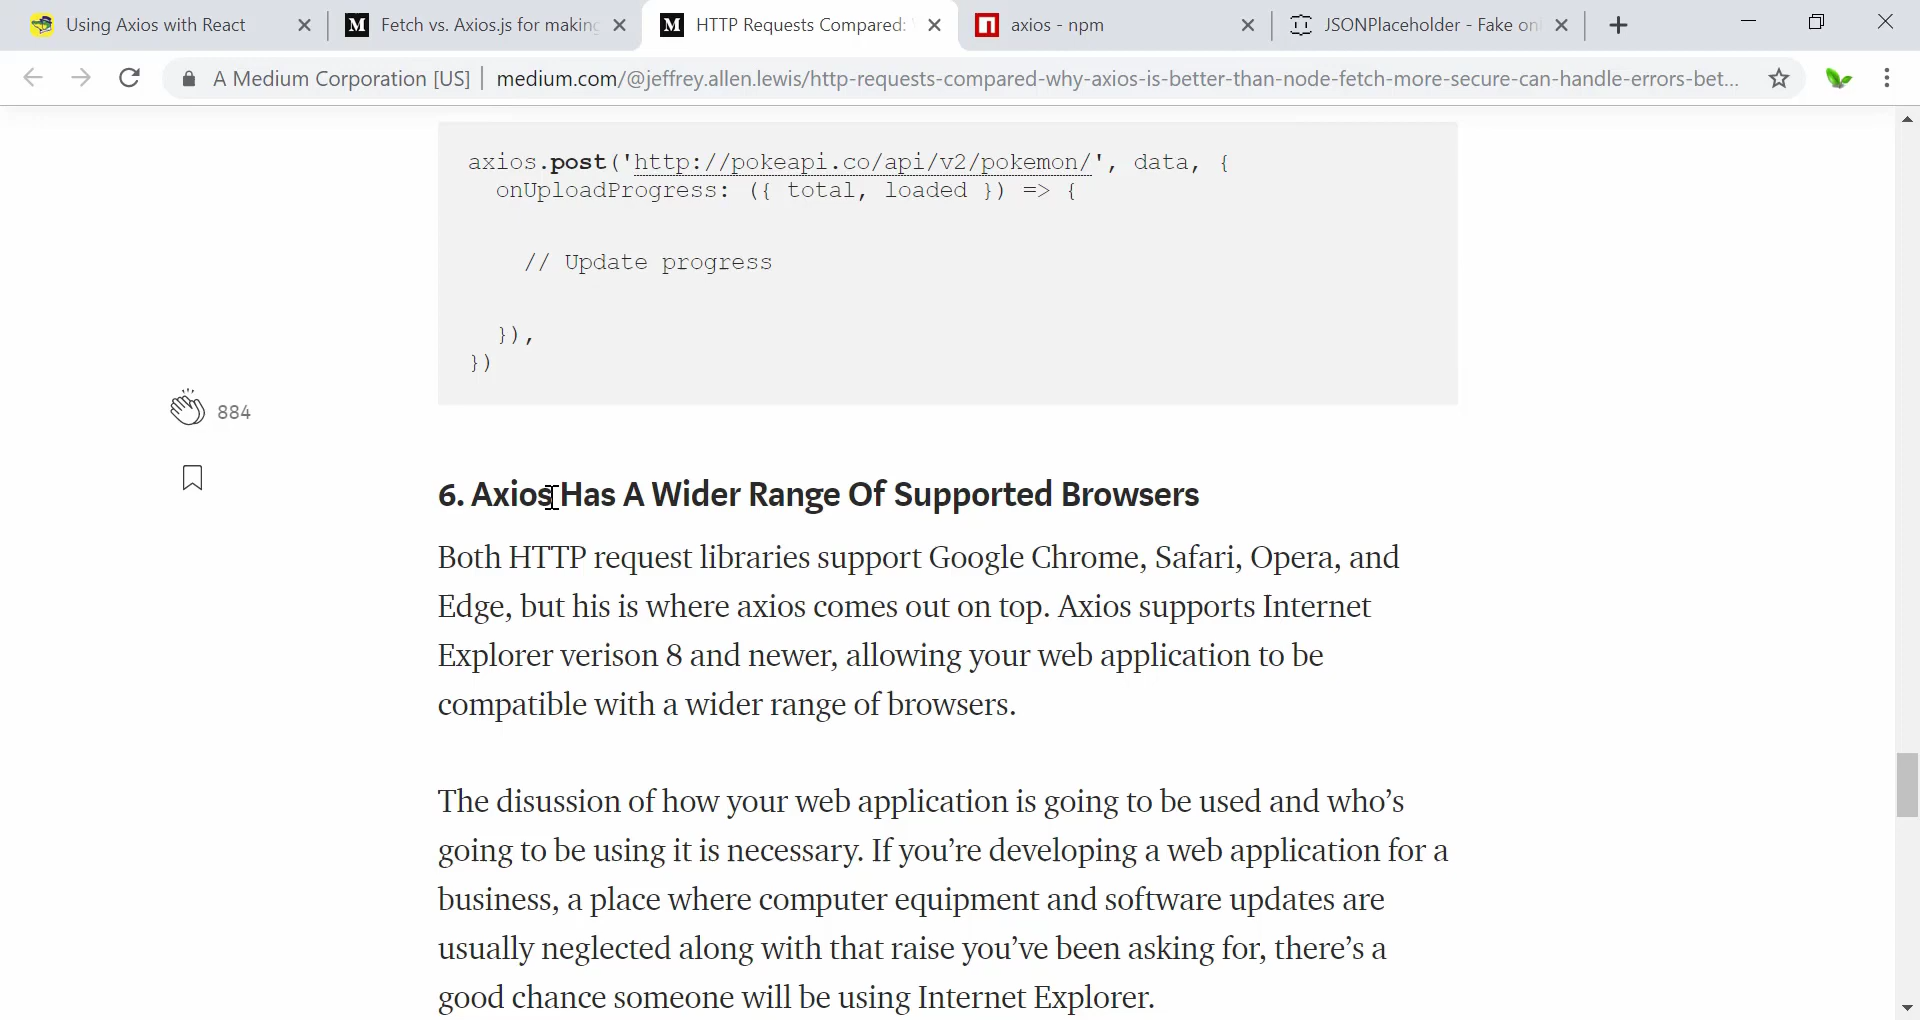 Using Axios with React
Fetch vs. Axios.js for making
HTTP Requests Compared:
axios - npm
JSONPlaceholder - Fake onl
A Medium Corporation [US] | medium.com/@jeffrey.allen.lewis/http-requests-compared-why-axios-is-better-than-node-fetch-more-secure-can-handle-errors-bet...
axios.post('http://pokeapi.co/api/v2/pokemon/', data, {
onUploadProgress: ({ total, loaded }) => {
// Update progress
}),
})
884
6. Axios Has A Wider Range Of Supported Browsers
Both HTTP request libraries support Google Chrome, Safari, Opera, and
Edge, but his is where axios comes out on top. Axios supports Internet
Explorer verison 8 and newer, allowing your web application to be
compatible with a wider range of browsers.
The disussion of how your web application is going to be used and who’s
going to be using it is necessary. If you’re developing a web application for a
business, a place where computer equipment and software updates are
usually neglected along with that raise you’ve been asking for, there’s a
good chance someone will be using Internet Explorer.